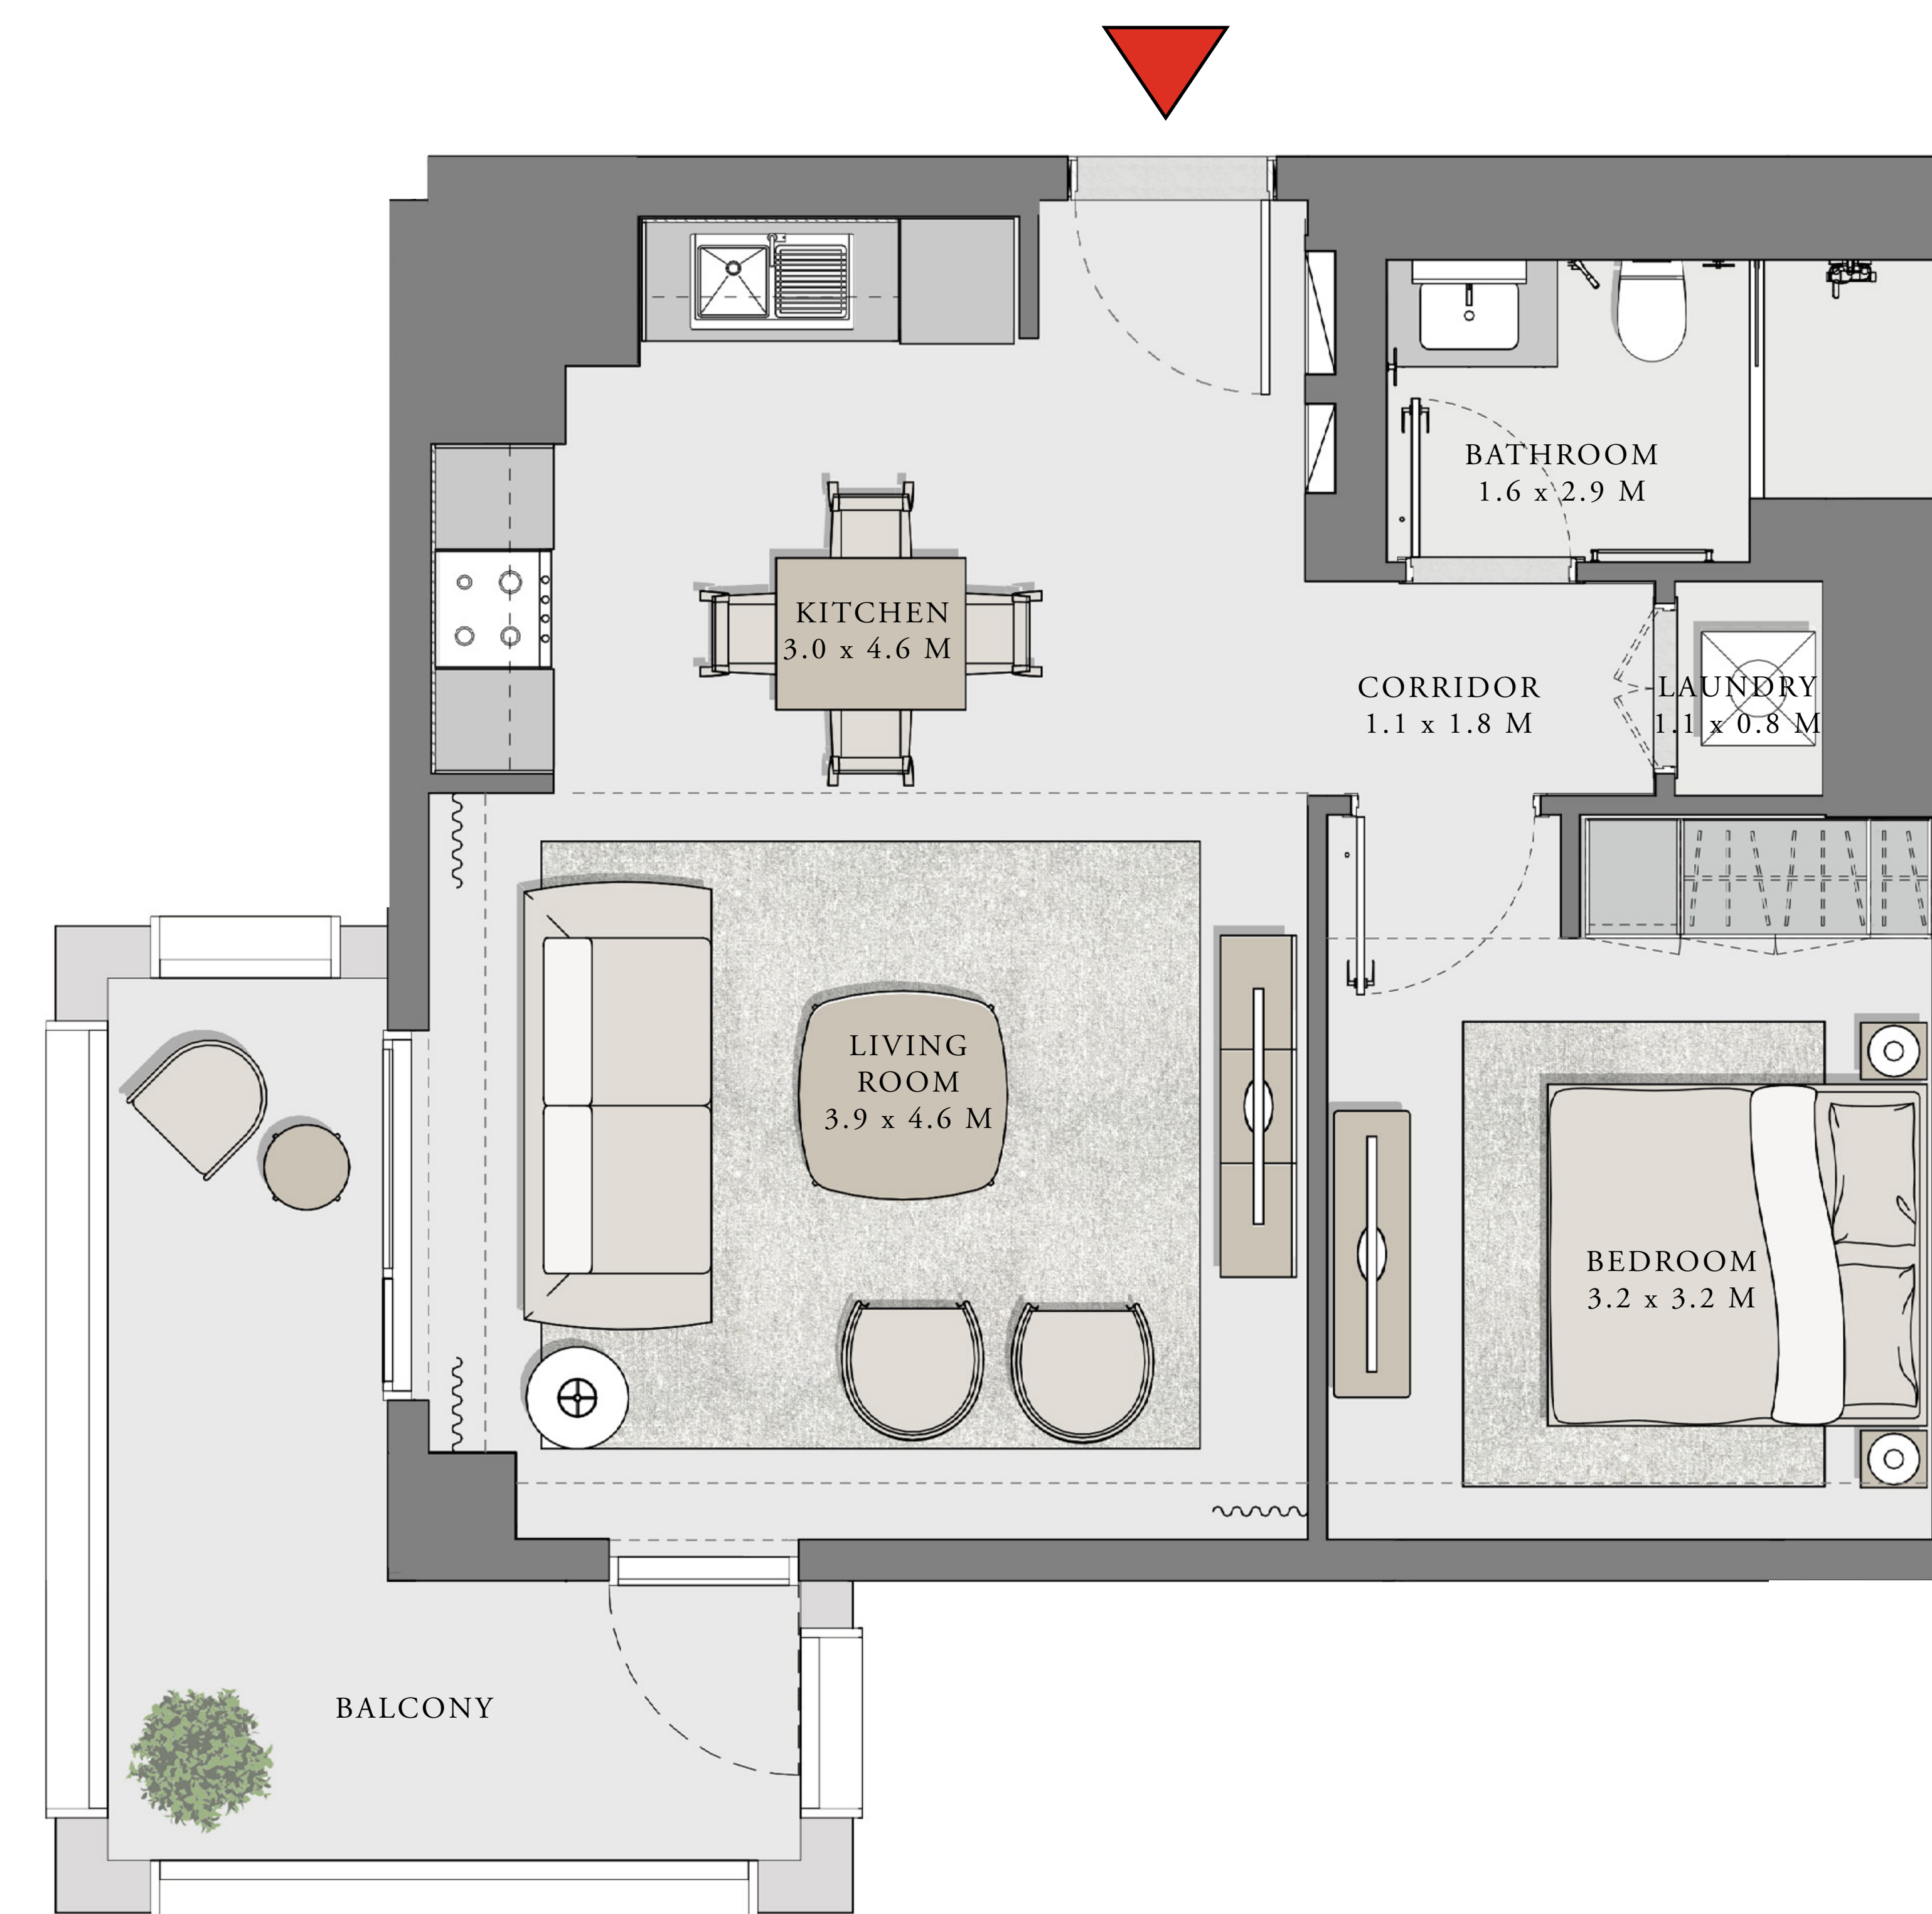 BATHROOM
1.6 x 2.9 M
KITCHEN
3.0 x 4.6 M
CORRIDOR
1.1 x 1.8 M
LAUNDRY
1.1 x 0.8 M
LIVING
ROOM
3.9 x 4.6 M
BEDROOM
3.2 x 3.2 M
BALCONY